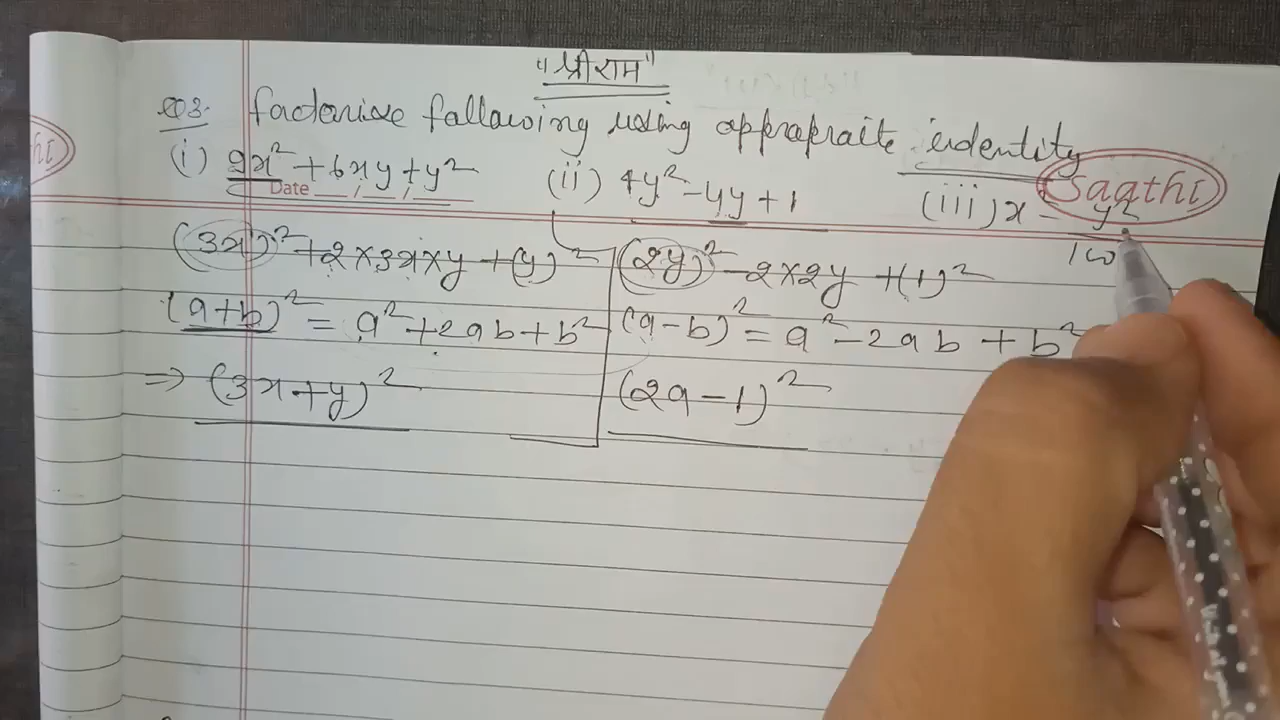 "श्रीराम"
Q3. factorise fallowing using appropraite identity
(i) 9x² + 6xy + y² (ii) 4y² - 4y + 1 (iii) x - y²/100
Saathi
Date
(3x)² + 2×3x×y + (y)² (2y)² - 2×2y + (1)²
(a+b)² = a² + 2ab + b² (a-b)² = a² - 2ab + b²
⇒ (3x+y)² (2a-1)²